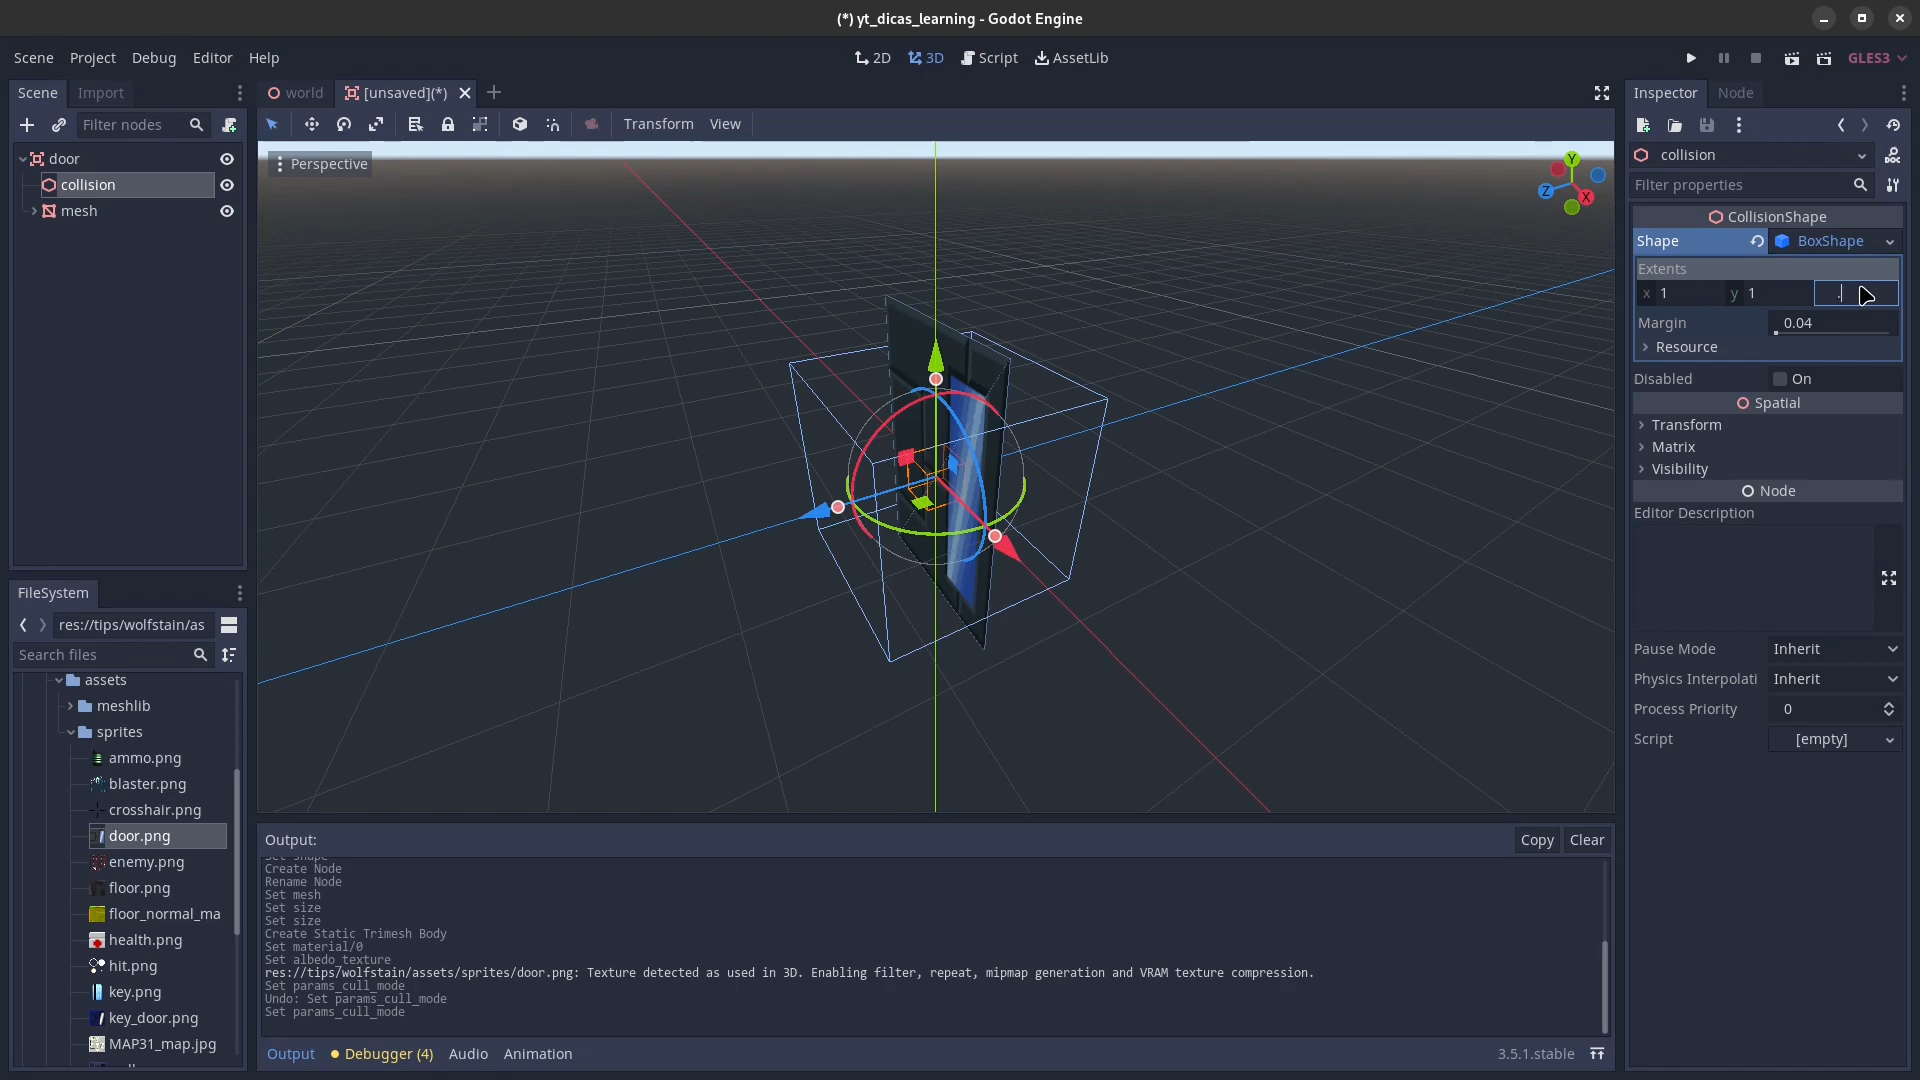 (*) yt_dicas_learning - Godot Engine
Scene Project Debug Editor Help
2D 3D Script AssetLib
GLES3
Scene Import
world [unsaved](*)
Inspector Node
Filter nodes
Transform View
door
collision
mesh
Perspective
Y
Z
X
collision
Filter properties
CollisionShape
Shape BoxShape
Extents
x 1 y 1 .
Margin 0.04
Resource
Disabled On
Spatial
Transform
Matrix
Visibility
Node
Editor Description
Pause Mode Inherit
Physics Interpolati Inherit
Process Priority 0
Script [empty]
FileSystem
res://tips/wolfstain/as
Search files
assets
meshlib
sprites
ammo.png
blaster.png
crosshair.png
door.png
enemy.png
floor.png
floor_normal_ma
health.png
hit.png
key.png
key_door.png
MAP31_map.jpg
Output: Copy Clear
Set shape
Create Node
Rename Node
Set mesh
Set size
Set size
Create Static Trimesh Body
Set material/0
Set albedo_texture
res://tips/wolfstain/assets/sprites/door.png: Texture detected as used in 3D. Enabling filter, repeat, mipmap generation and VRAM texture compression.
Set params_cull_mode
Undo: Set params_cull_mode
Set params_cull_mode
Output Debugger (4) Audio Animation 3.5.1.stable